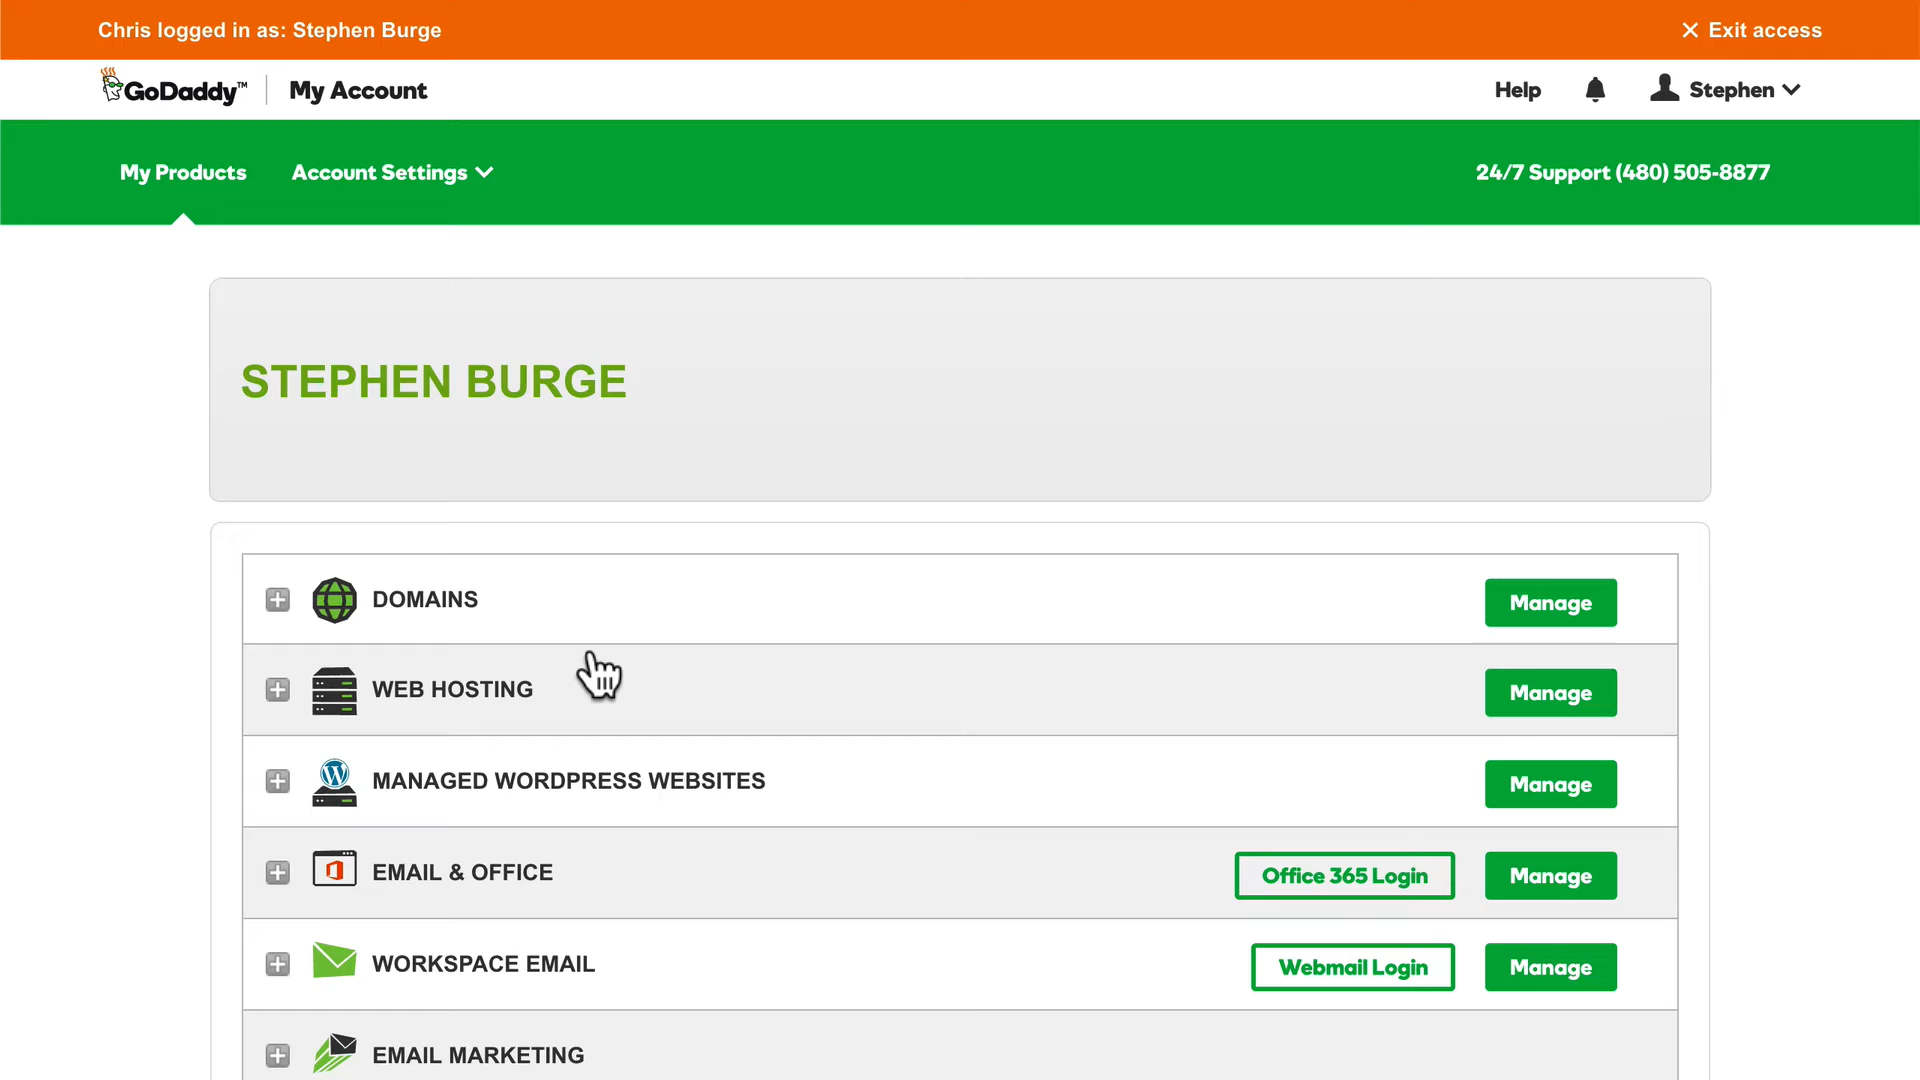 Chris logged in as: Stephen Burge
× Exit access
GoDaddy™ My Account
Help
Stephen
My Products
Account Settings
24/7 Support (480) 505-8877
STEPHEN BURGE
DOMAINS
Manage
WEB HOSTING
Manage
MANAGED WORDPRESS WEBSITES
Manage
EMAIL & OFFICE
Office 365 Login
Manage
WORKSPACE EMAIL
Webmail Login
Manage
EMAIL MARKETING